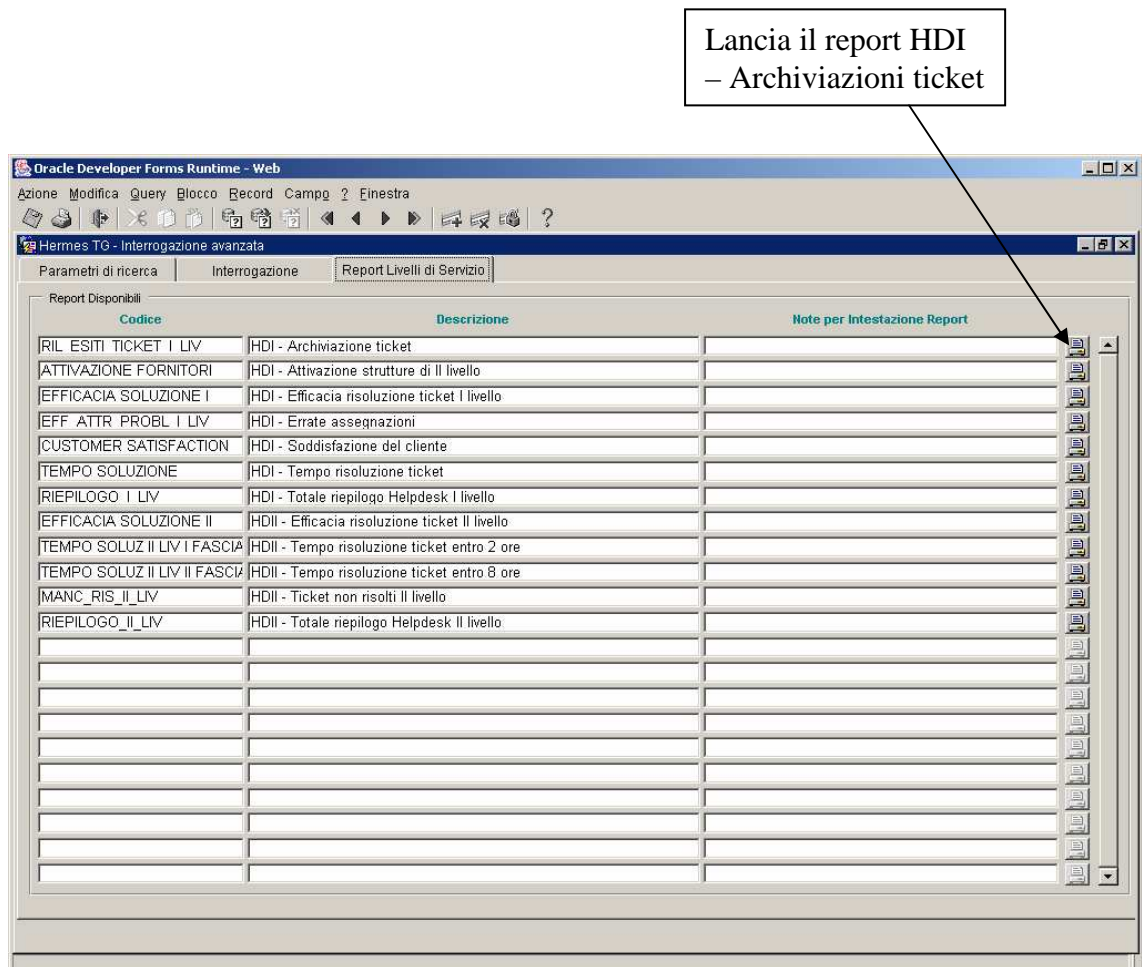 Lancia il report HDI
– Archiviazioni ticket
Oracle Developer Forms Runtime - Web
Azione Modifica Query Blocco Record Campo ? Finestra
Hermes TG - Interrogazione avanzata
Parametri di ricerca Interrogazione Report Livelli di Servizio
Report Disponibili
Codice Descrizione Note per Intestazione Report
RIL ESITI TICKET I LIV HDI - Archiviazione ticket
ATTIVAZIONE FORNITORI HDI - Attivazione strutture di II livello
EFFICACIA SOLUZIONE I HDI - Efficacia risoluzione ticket I livello
EFF ATTR PROBL I LIV HDI - Errate assegnazioni
CUSTOMER SATISFACTION HDI - Soddisfazione del cliente
TEMPO SOLUZIONE HDI - Tempo risoluzione ticket
RIEPILOGO I LIV HDI - Totale riepilogo Helpdesk I livello
EFFICACIA SOLUZIONE II HDII - Efficacia risoluzione ticket II livello
TEMPO SOLUZ II LIV I FASCIA HDII - Tempo risoluzione ticket entro 2 ore
TEMPO SOLUZ II LIV II FASCIA HDII - Tempo risoluzione ticket entro 8 ore
MANC_RIS_II_LIV HDII - Ticket non risolti II livello
RIEPILOGO_II_LIV HDII - Totale riepilogo Helpdesk II livello